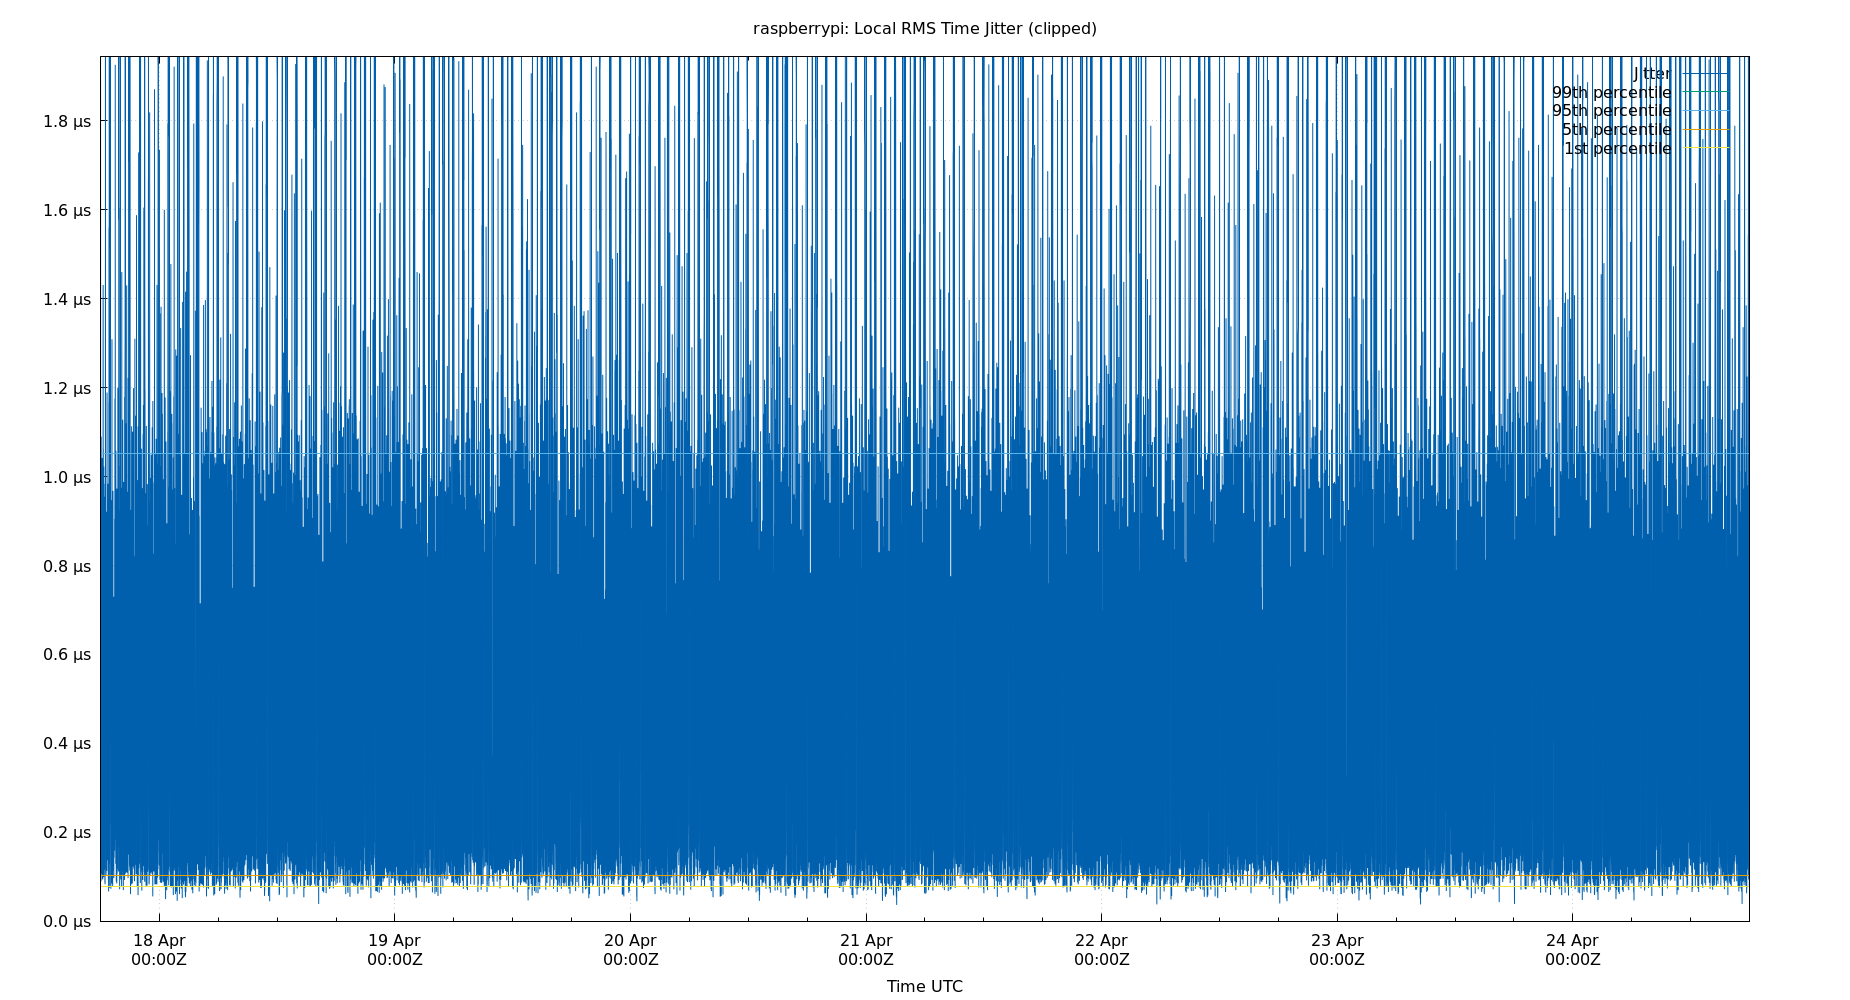 raspberrypi: Local RMS Time Jitter (clipped)
Jitter
99th percentile
95th percentile
5th percentile
1st percentile
1.8 μs
1.6 μs
1.4 μs
1.2 μs
1.0 μs
0.8 μs
0.6 μs
0.4 μs
0.2 μs
0.0 μs
18 Apr 19 Apr 20 Apr 21 Apr 22 Apr 23 Apr 24 Apr
00:00Z 00:00Z 00:00Z 00:00Z 00:00Z 00:00Z 00:00Z
Time UTC